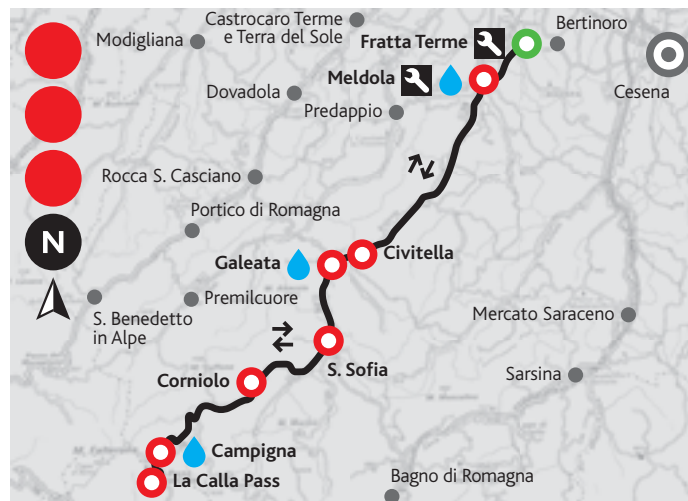 Castrocaro Terme
e Terra del Sole
Modigliana
Fratta Terme
Bertinoro
Meldola
Cesena
Dovadola
Predappio
Rocca S. Casciano
Portico di Romagna
N
Galeata
Civitella
Premilcuore
S. Benedetto
in Alpe
Mercato Saraceno
S. Sofia
Corniolo
Sarsina
Campigna
La Calla Pass
Bagno di Romagna